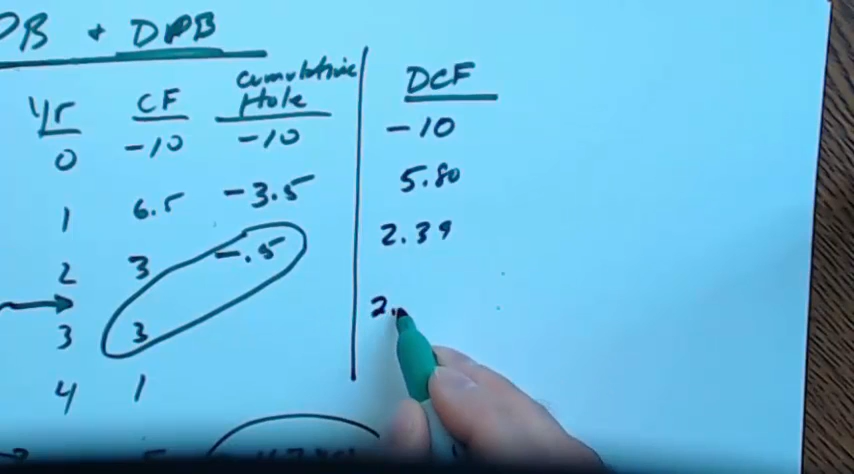 PB + DPB
Yr CF Cumulative Hole DCF
0 -10 -10 -10
1 6.5 -3.5 5.80
2 3 -.5 2.39
3 3 2.
4 1